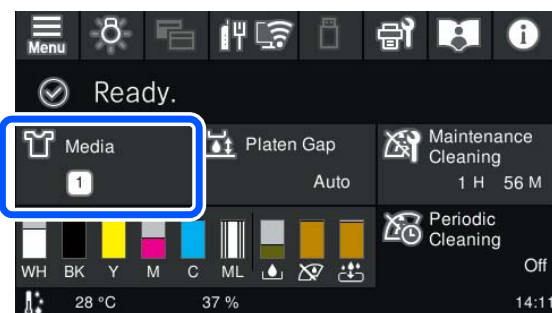 Menu
Ready.
Media
1
Platen Gap
Auto
Maintenance
Cleaning
1 H 56 M
WH BK Y M C ML
Periodic
Cleaning
Off
28 °C 37 % 14:11